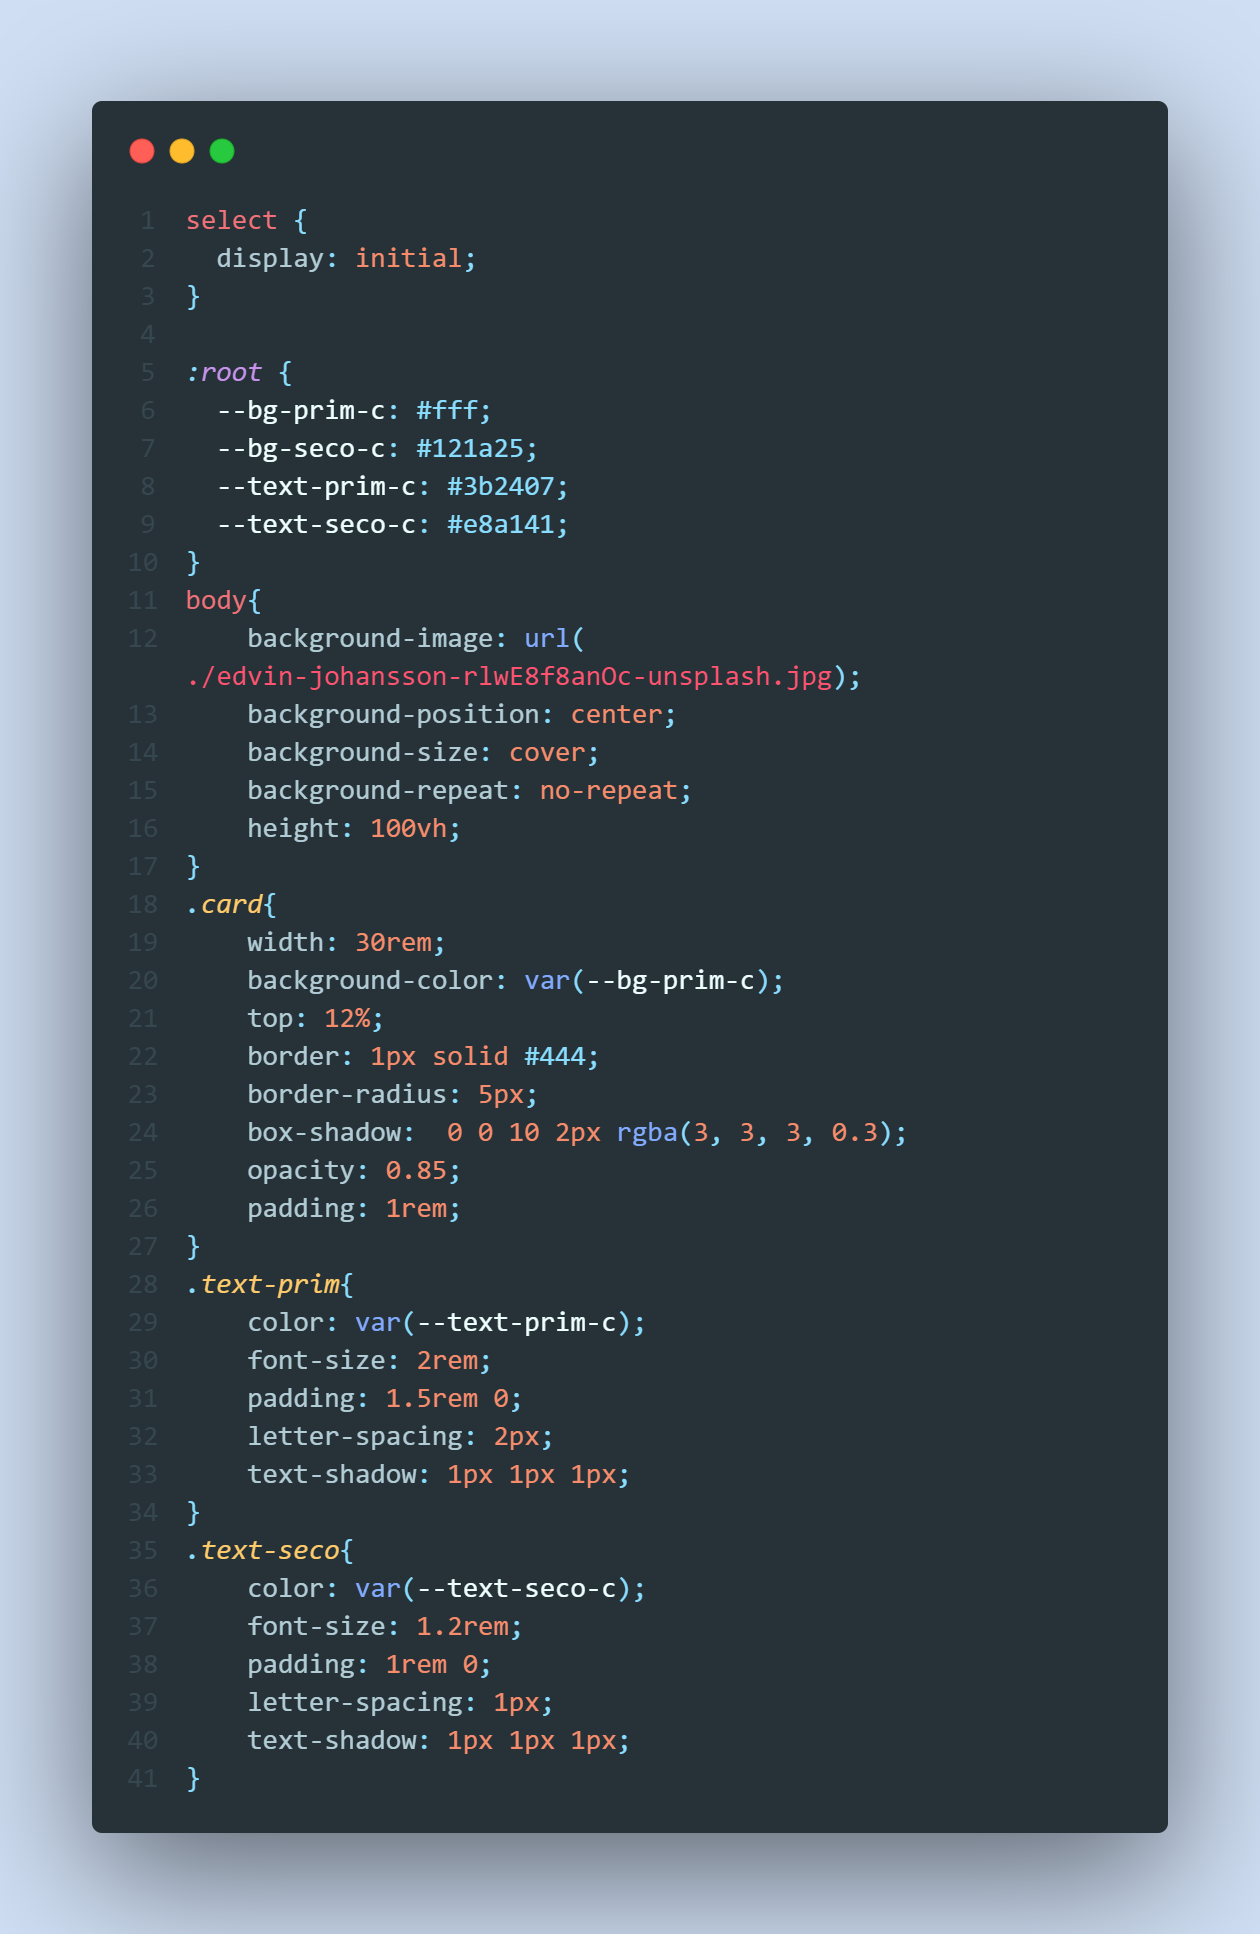 1 select {
2   display: initial;
3 }
4
5 :root {
6   --bg-prim-c: #fff;
7   --bg-seco-c: #121a25;
8   --text-prim-c: #3b2407;
9   --text-seco-c: #e8a141;
10 }
11 body{
12     background-image: url(
./edvin-johansson-rlwE8f8anOc-unsplash.jpg);
13     background-position: center;
14     background-size: cover;
15     background-repeat: no-repeat;
16     height: 100vh;
17 }
18 .card{
19     width: 30rem;
20     background-color: var(--bg-prim-c);
21     top: 12%;
22     border: 1px solid #444;
23     border-radius: 5px;
24     box-shadow:  0 0 10 2px rgba(3, 3, 3, 0.3);
25     opacity: 0.85;
26     padding: 1rem;
27 }
28 .text-prim{
29     color: var(--text-prim-c);
30     font-size: 2rem;
31     padding: 1.5rem 0;
32     letter-spacing: 2px;
33     text-shadow: 1px 1px 1px;
34 }
35 .text-seco{
36     color: var(--text-seco-c);
37     font-size: 1.2rem;
38     padding: 1rem 0;
39     letter-spacing: 1px;
40     text-shadow: 1px 1px 1px;
41 }